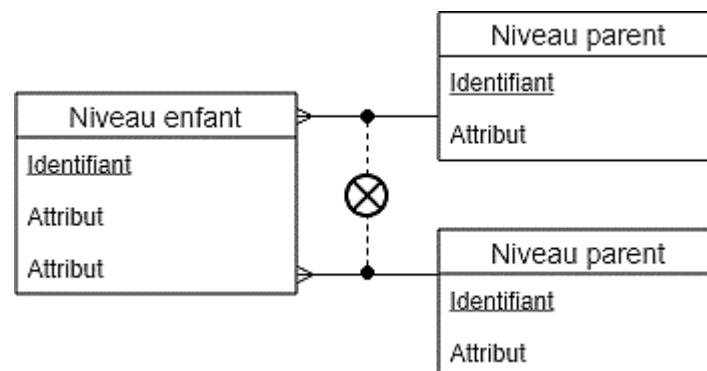 Niveau parent
Identifiant
Attribut
Niveau enfant
Identifiant
Attribut
Attribut
Niveau parent
Identifiant
Attribut